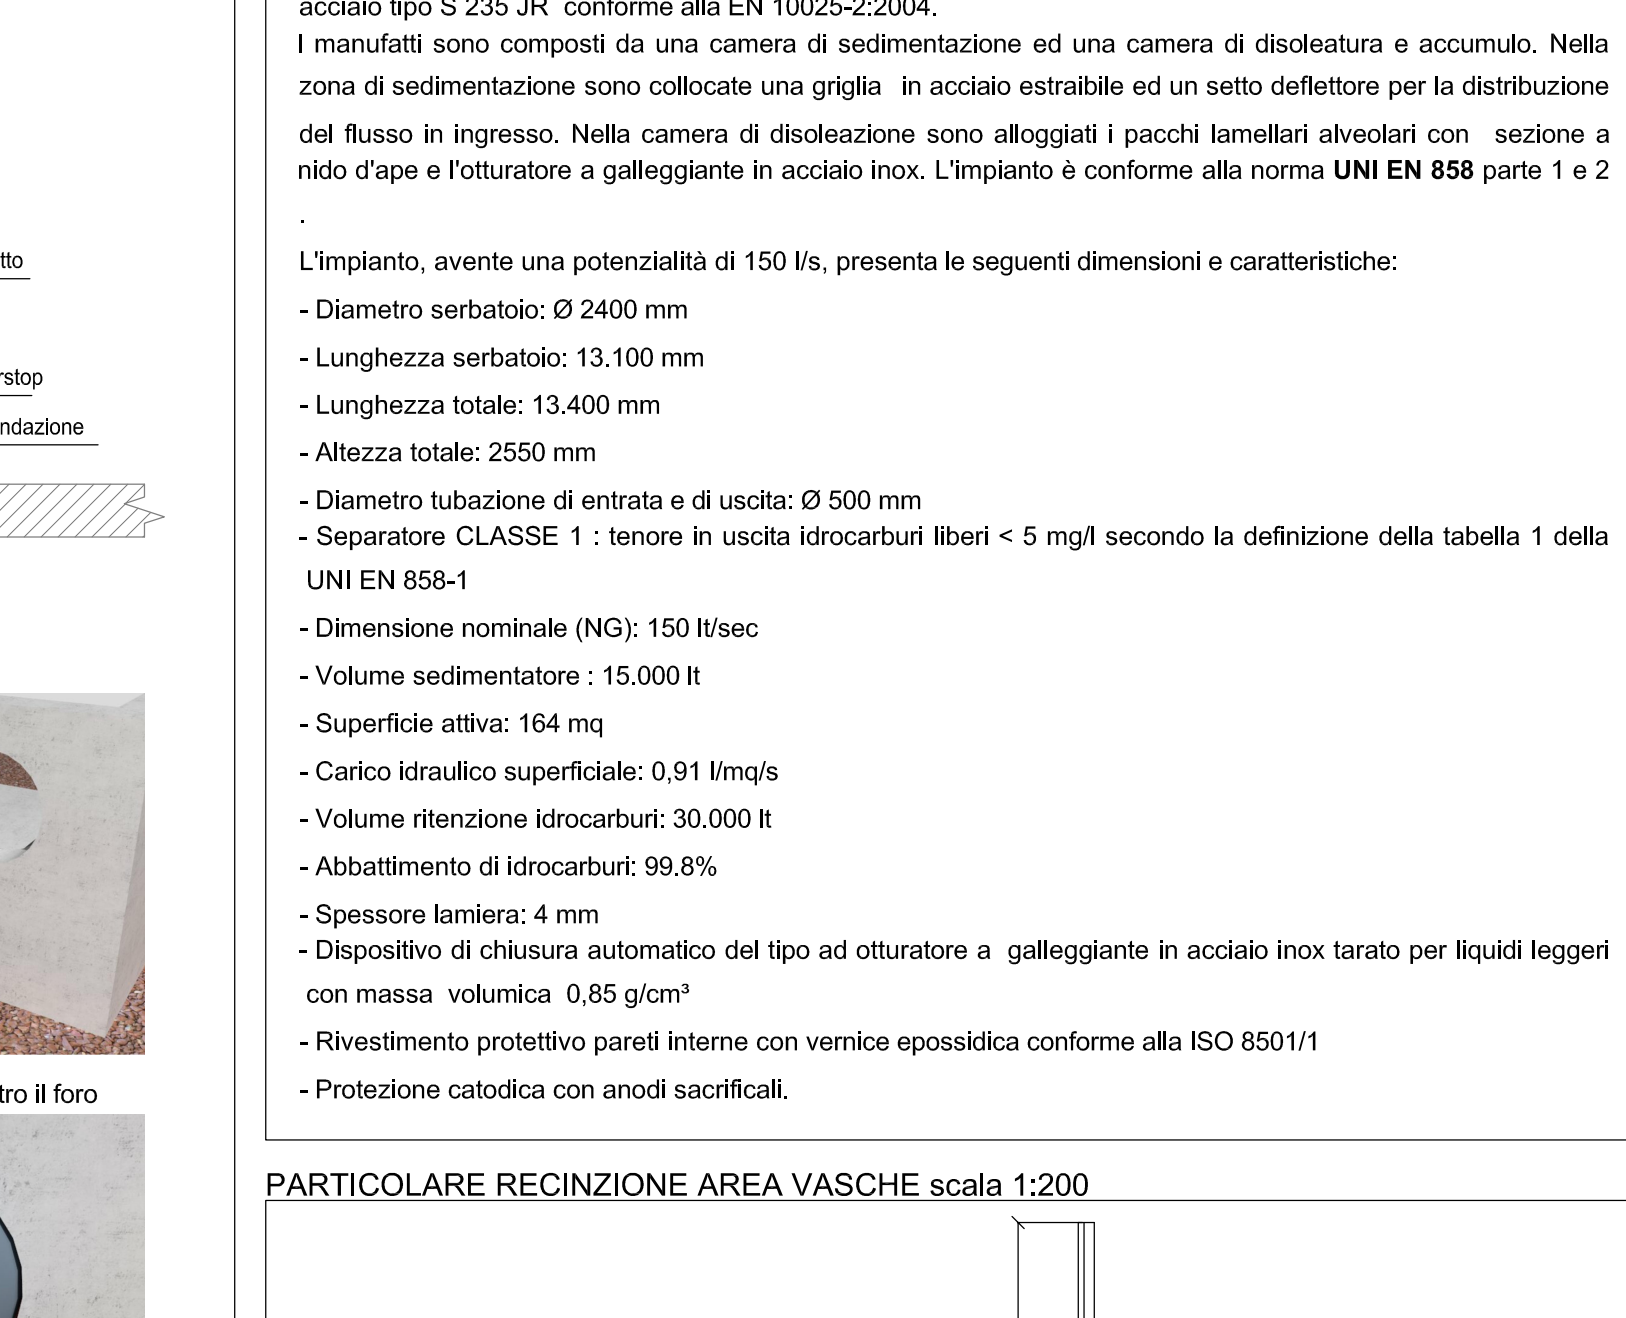 acciaio tipo S 235 JR conforme alla EN 10025-2:2004.
I manufatti sono composti da una camera di sedimentazione ed una camera di disoleatura e accumulo. Nella
zona di sedimentazione sono collocate una griglia in acciaio estraibile ed un setto deflettore per la distribuzione
del flusso in ingresso. Nella camera di disoleazione sono alloggiati i pacchi lamellari alveolari con sezione a
nido d'ape e l'otturatore a galleggiante in acciaio inox. L'impianto è conforme alla norma UNI EN 858 parte 1 e 2
.
L'impianto, avente una potenzialità di 150 l/s, presenta le seguenti dimensioni e caratteristiche:
- Diametro serbatoio: Ø 2400 mm
- Lunghezza serbatoio: 13.100 mm
- Lunghezza totale: 13.400 mm
- Altezza totale: 2550 mm
- Diametro tubazione di entrata e di uscita: Ø 500 mm
- Separatore CLASSE 1 : tenore in uscita idrocarburi liberi < 5 mg/l secondo la definizione della tabella 1 della
UNI EN 858-1
- Dimensione nominale (NG): 150 lt/sec
- Volume sedimentatore : 15.000 lt
- Superficie attiva: 164 mq
- Carico idraulico superficiale: 0,91 l/mq/s
- Volume ritenzione idrocarburi: 30.000 lt
- Abbattimento di idrocarburi: 99.8%
- Spessore lamiera: 4 mm
- Dispositivo di chiusura automatico del tipo ad otturatore a galleggiante in acciaio inox tarato per liquidi leggeri
con massa volumica 0,85 g/cm³
- Rivestimento protettivo pareti interne con vernice epossidica conforme alla ISO 8501/1
- Protezione catodica con anodi sacrificali.
PARTICOLARE RECINZIONE AREA VASCHE scala 1:200
tto
rstop
ndazione
tro il foro